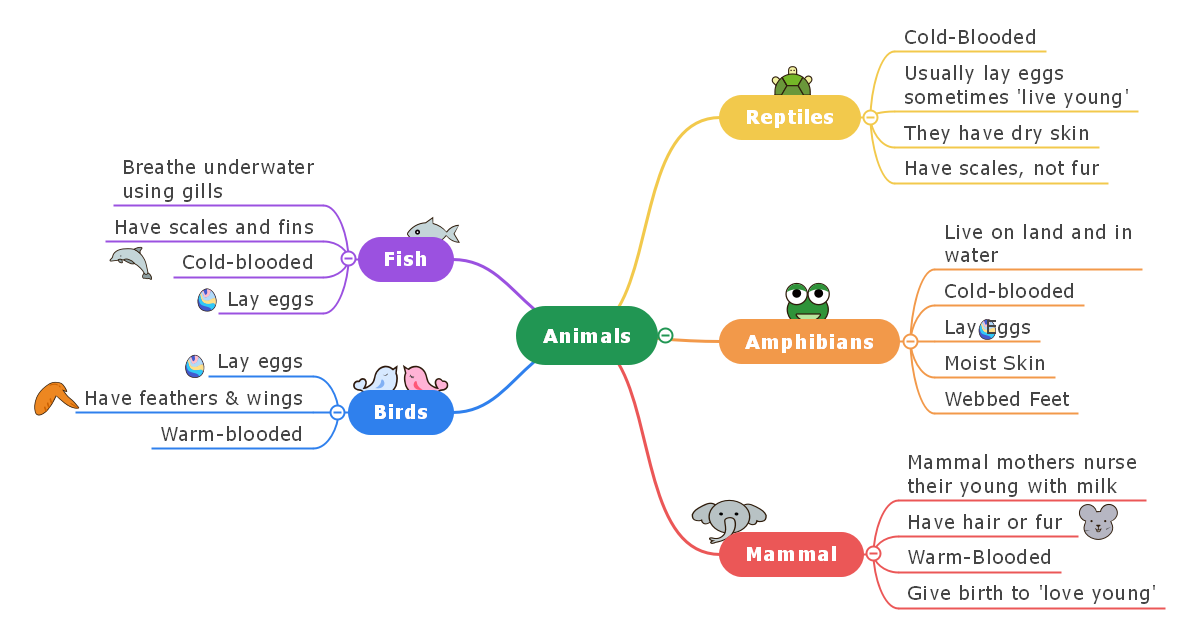 Animals
Reptiles
Cold-Blooded
Usually lay eggs
sometimes 'live young'
They have dry skin
Have scales, not fur
Amphibians
Live on land and in
water
Cold-blooded
Lay Eggs
Moist Skin
Webbed Feet
Mammal
Mammal mothers nurse
their young with milk
Have hair or fur
Warm-Blooded
Give birth to 'love young'
Fish
Breathe underwater
using gills
Have scales and fins
Cold-blooded
Lay eggs
Birds
Lay eggs
Have feathers & wings
Warm-blooded